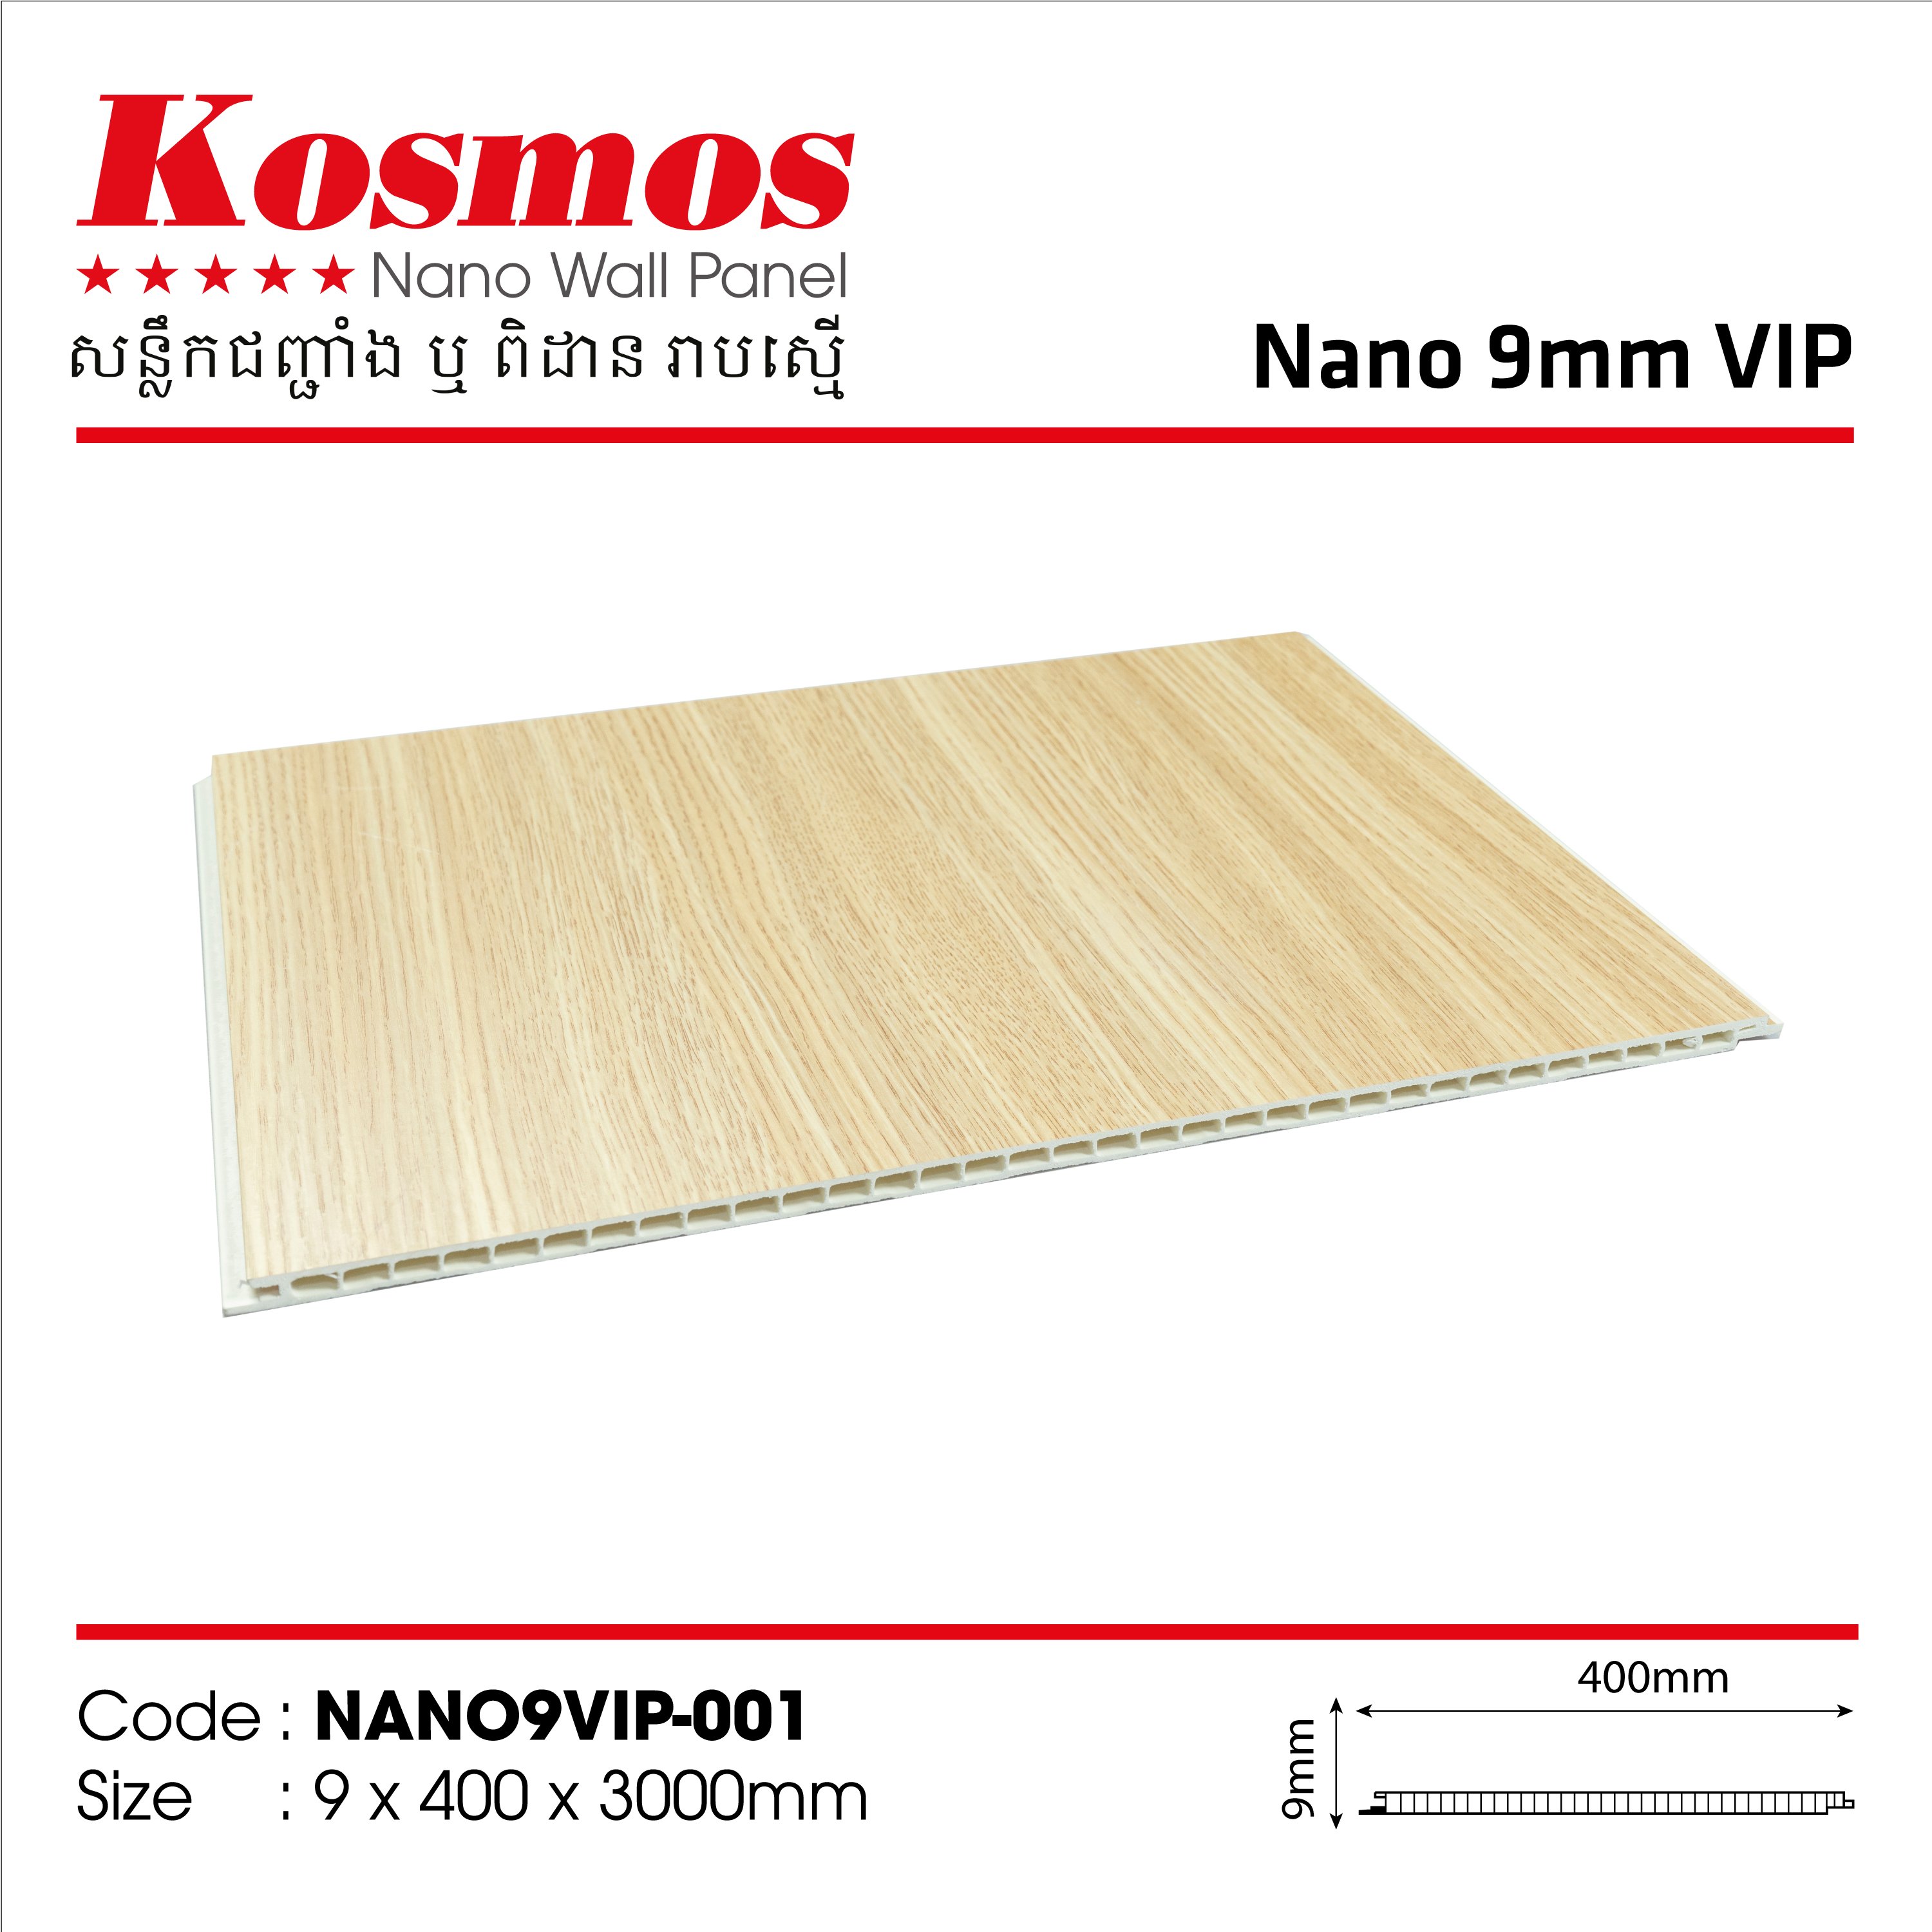 Kosmos
Nano Wall Panel
សន្លឹកជញ្ជាំង ឬ ពិដាន រាបស្មើ
Nano 9mm VIP
Code : NANO9VIP-001
Size : 9 x 400 x 3000mm
400mm
9mm